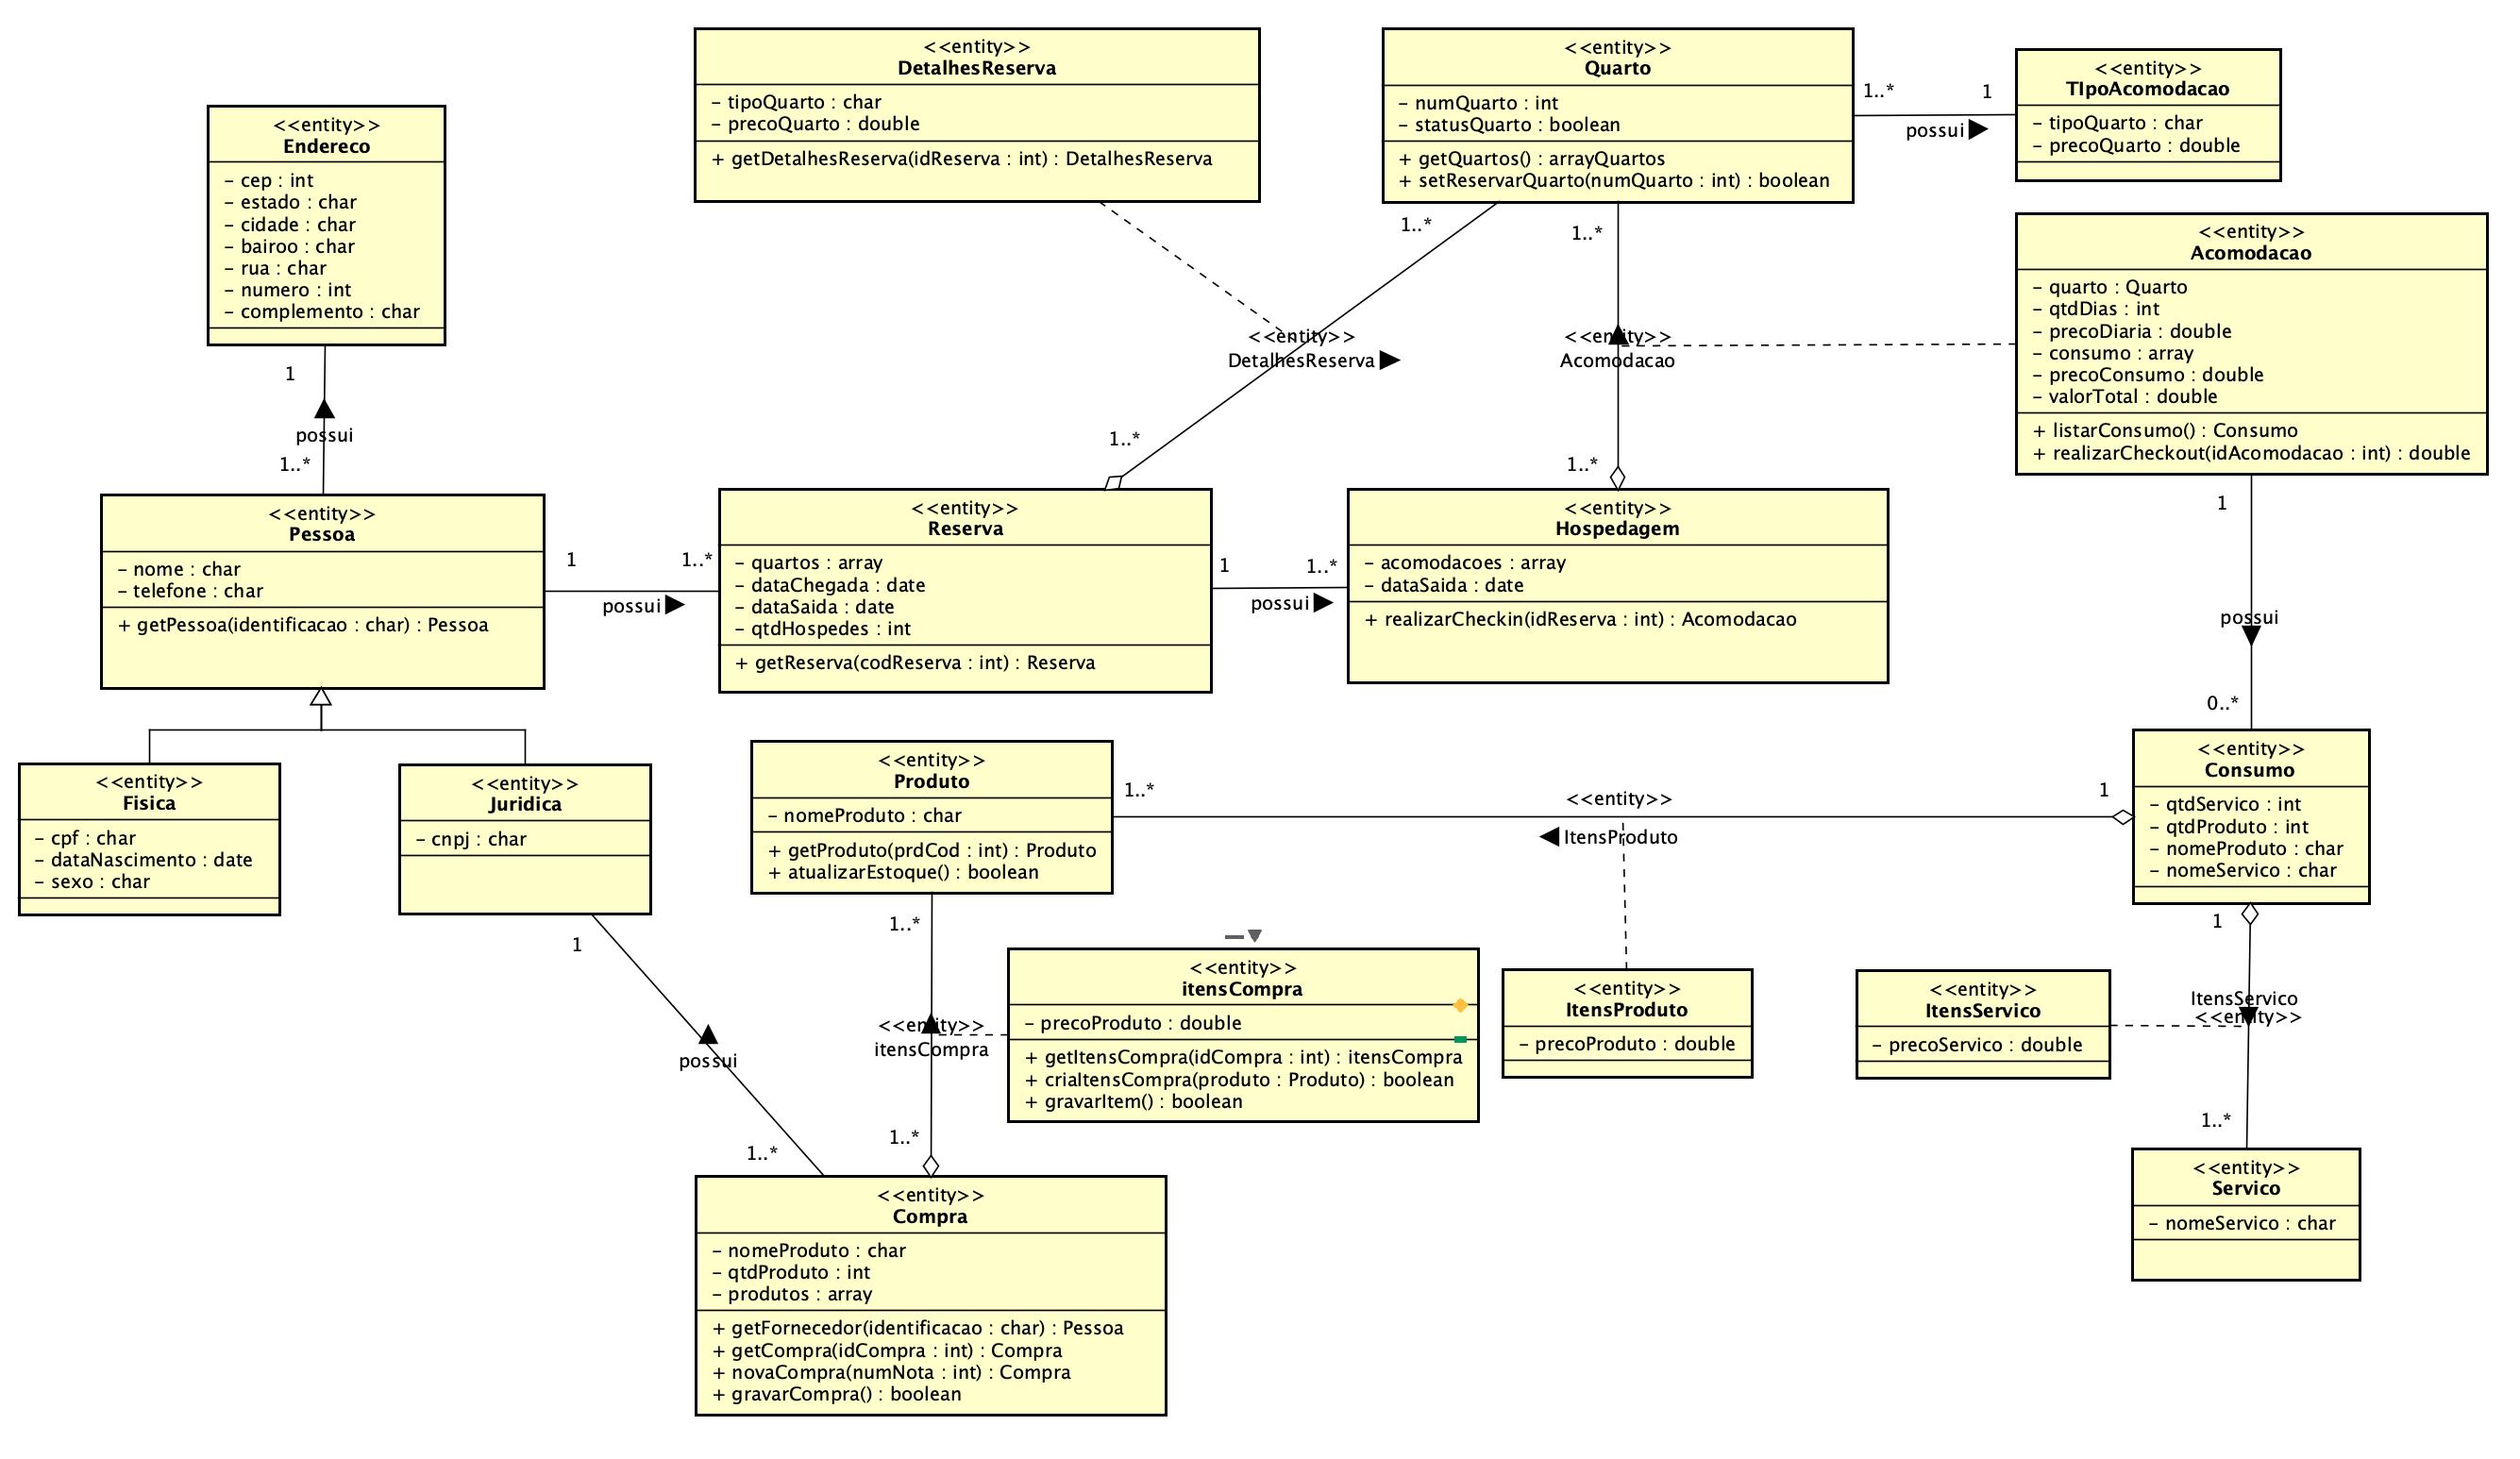 <<entity>>
DetalhesReserva
- tipoQuarto : char
- precoQuarto : double
+ getDetalhesReserva(idReserva : int) : DetalhesReserva
<<entity>>
Quarto
- numQuarto : int
- statusQuarto : boolean
+ getQuartos() : arrayQuartos
+ setReservarQuarto(numQuarto : int) : boolean
1..*
1
possui
<<entity>>
TIpoAcomodacao
- tipoQuarto : char
- precoQuarto : double
<<entity>>
Endereco
- cep : int
- estado : char
- cidade : char
- bairoo : char
- rua : char
- numero : int
- complemento : char
1..*
1..*
<<entity>>
Acomodacao
- quarto : Quarto
- qtdDias : int
- precoDiaria : double
- consumo : array
- precoConsumo : double
- valorTotal : double
+ listarConsumo() : Consumo
+ realizarCheckout(idAcomodacao : int) : double
<<entity>>
DetalhesReserva
<<entity>>
Acomodacao
1
possui
1..*
1..*
1..*
<<entity>>
Pessoa
- nome : char
- telefone : char
+ getPessoa(identificacao : char) : Pessoa
1
1..*
possui
<<entity>>
Reserva
- quartos : array
- dataChegada : date
- dataSaida : date
- qtdHospedes : int
+ getReserva(codReserva : int) : Reserva
1
1..*
possui
<<entity>>
Hospedagem
- acomodacoes : array
- dataSaida : date
+ realizarCheckin(idReserva : int) : Acomodacao
1
possui
0..*
<<entity>>
Fisica
- cpf : char
- dataNascimento : date
- sexo : char
<<entity>>
Juridica
- cnpj : char
<<entity>>
Produto
- nomeProduto : char
+ getProduto(prdCod : int) : Produto
+ atualizarEstoque() : boolean
1..*
<<entity>>
ItensProduto
1
<<entity>>
Consumo
- qtdServico : int
- qtdProduto : int
- nomeProduto : char
- nomeServico : char
1
possui
1..*
1..*
<<entity>>
itensCompra
1..*
<<entity>>
itensCompra
- precoProduto : double
+ getItensCompra(idCompra : int) : itensCompra
+ criaItensCompra(produto : Produto) : boolean
+ gravarItem() : boolean
<<entity>>
ItensProduto
- precoProduto : double
<<entity>>
ItensServico
- precoServico : double
1
ItensServico
<<entity>>
1..*
<<entity>>
Servico
- nomeServico : char
<<entity>>
Compra
- nomeProduto : char
- qtdProduto : int
- produtos : array
+ getFornecedor(identificacao : char) : Pessoa
+ getCompra(idCompra : int) : Compra
+ novaCompra(numNota : int) : Compra
+ gravarCompra() : boolean